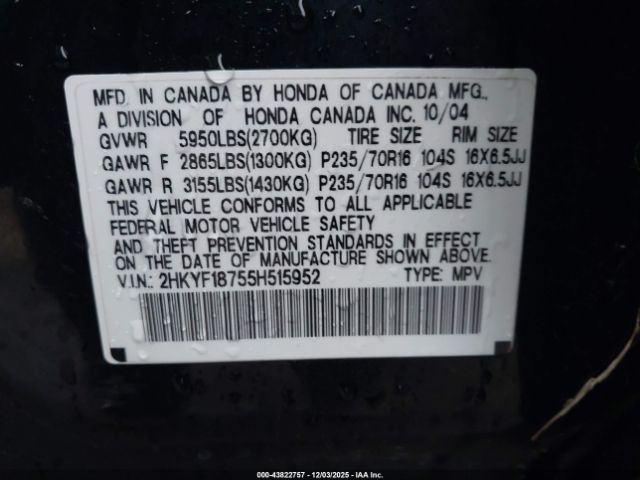 MFD. IN CANADA BY HONDA OF CANADA MFG.,
A DIVISION OF HONDA CANADA INC. 10/04
GVWR 5950LBS(2700KG) TIRE SIZE RIM SIZE
GAWR F 2865LBS(1300KG) P235/70R16 104S 16X6.5JJ
GAWR R 3155LBS(1430KG) P235/70R16 104S 16X6.5JJ
THIS VEHICLE CONFORMS TO ALL APPLICABLE
FEDERAL MOTOR VEHICLE SAFETY
AND THEFT PREVENTION STANDARDS IN EFFECT
ON THE DATE OF MANUFACTURE SHOWN ABOVE.
V.I.N.: 2HKYF18755H515952 TYPE: MPV
000-43822757 - 12/03/2025 - IAA Inc.